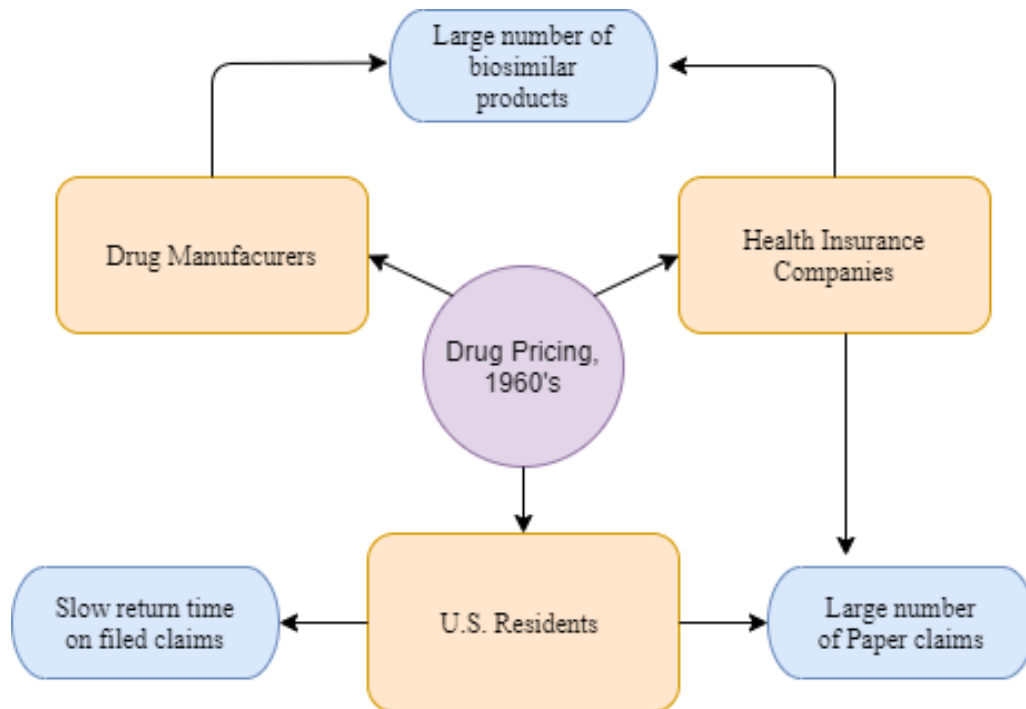 Large number of
biosimilar
products
Drug Manufacurers
Health Insurance
Companies
Drug Pricing,
1960's
Slow return time
on filed claims
U.S. Residents
Large number
of Paper claims